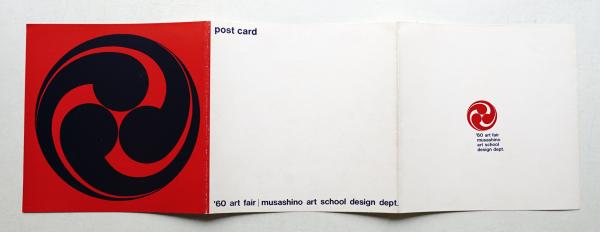 post card
'60 art fair | musashino art school design dept.
'60 art fair
musashino
art school
design dept.